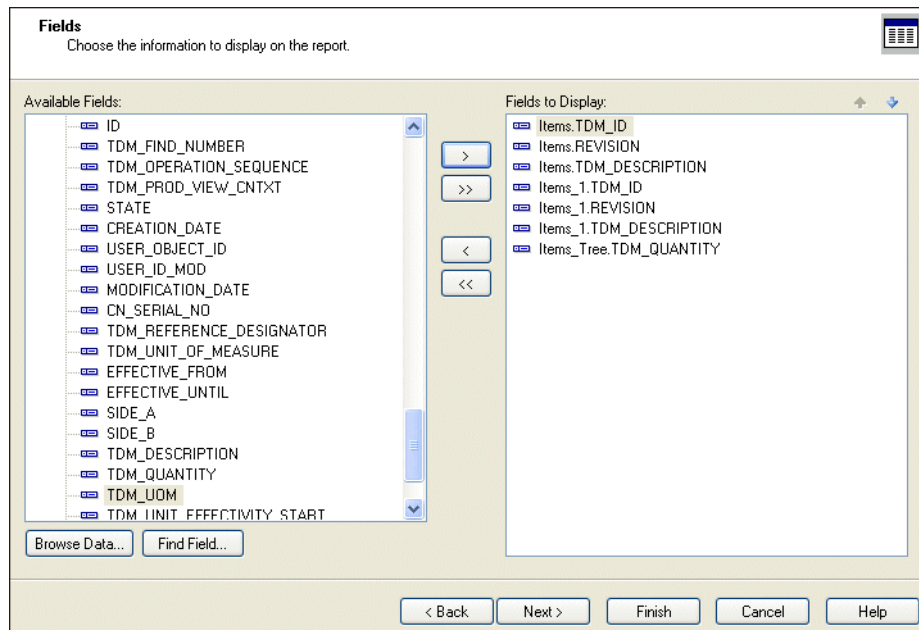 Fields
Choose the information to display on the report.
Available Fields:
ID
TDM_FIND_NUMBER
TDM_OPERATION_SEQUENCE
TDM_PROD_VIEW_CNTXT
STATE
CREATION_DATE
USER_OBJECT_ID
USER_ID_MOD
MODIFICATION_DATE
CN_SERIAL_NO
TDM_REFERENCE_DESIGNATOR
TDM_UNIT_OF_MEASURE
EFFECTIVE_FROM
EFFECTIVE_UNTIL
SIDE_A
SIDE_B
TDM_DESCRIPTION
TDM_QUANTITY
TDM_UOM
TDM_UNIT_EFFECTIVITY_START
Browse Data...
Find Field...
>
>>
<
<<
Fields to Display:
Items.TDM_ID
Items.REVISION
Items.TDM_DESCRIPTION
Items_1.TDM_ID
Items_1.REVISION
Items_1.TDM_DESCRIPTION
Items_Tree.TDM_QUANTITY
< Back
Next >
Finish
Cancel
Help